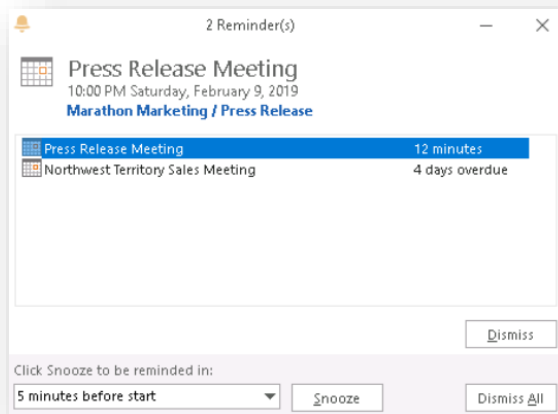 2 Reminder(s)
Press Release Meeting
10:00 PM Saturday, February 9, 2019
Marathon Marketing / Press Release
Press Release Meeting 12 minutes
Northwest Territory Sales Meeting 4 days overdue
Dismiss
Click Snooze to be reminded in:
5 minutes before start Snooze Dismiss All